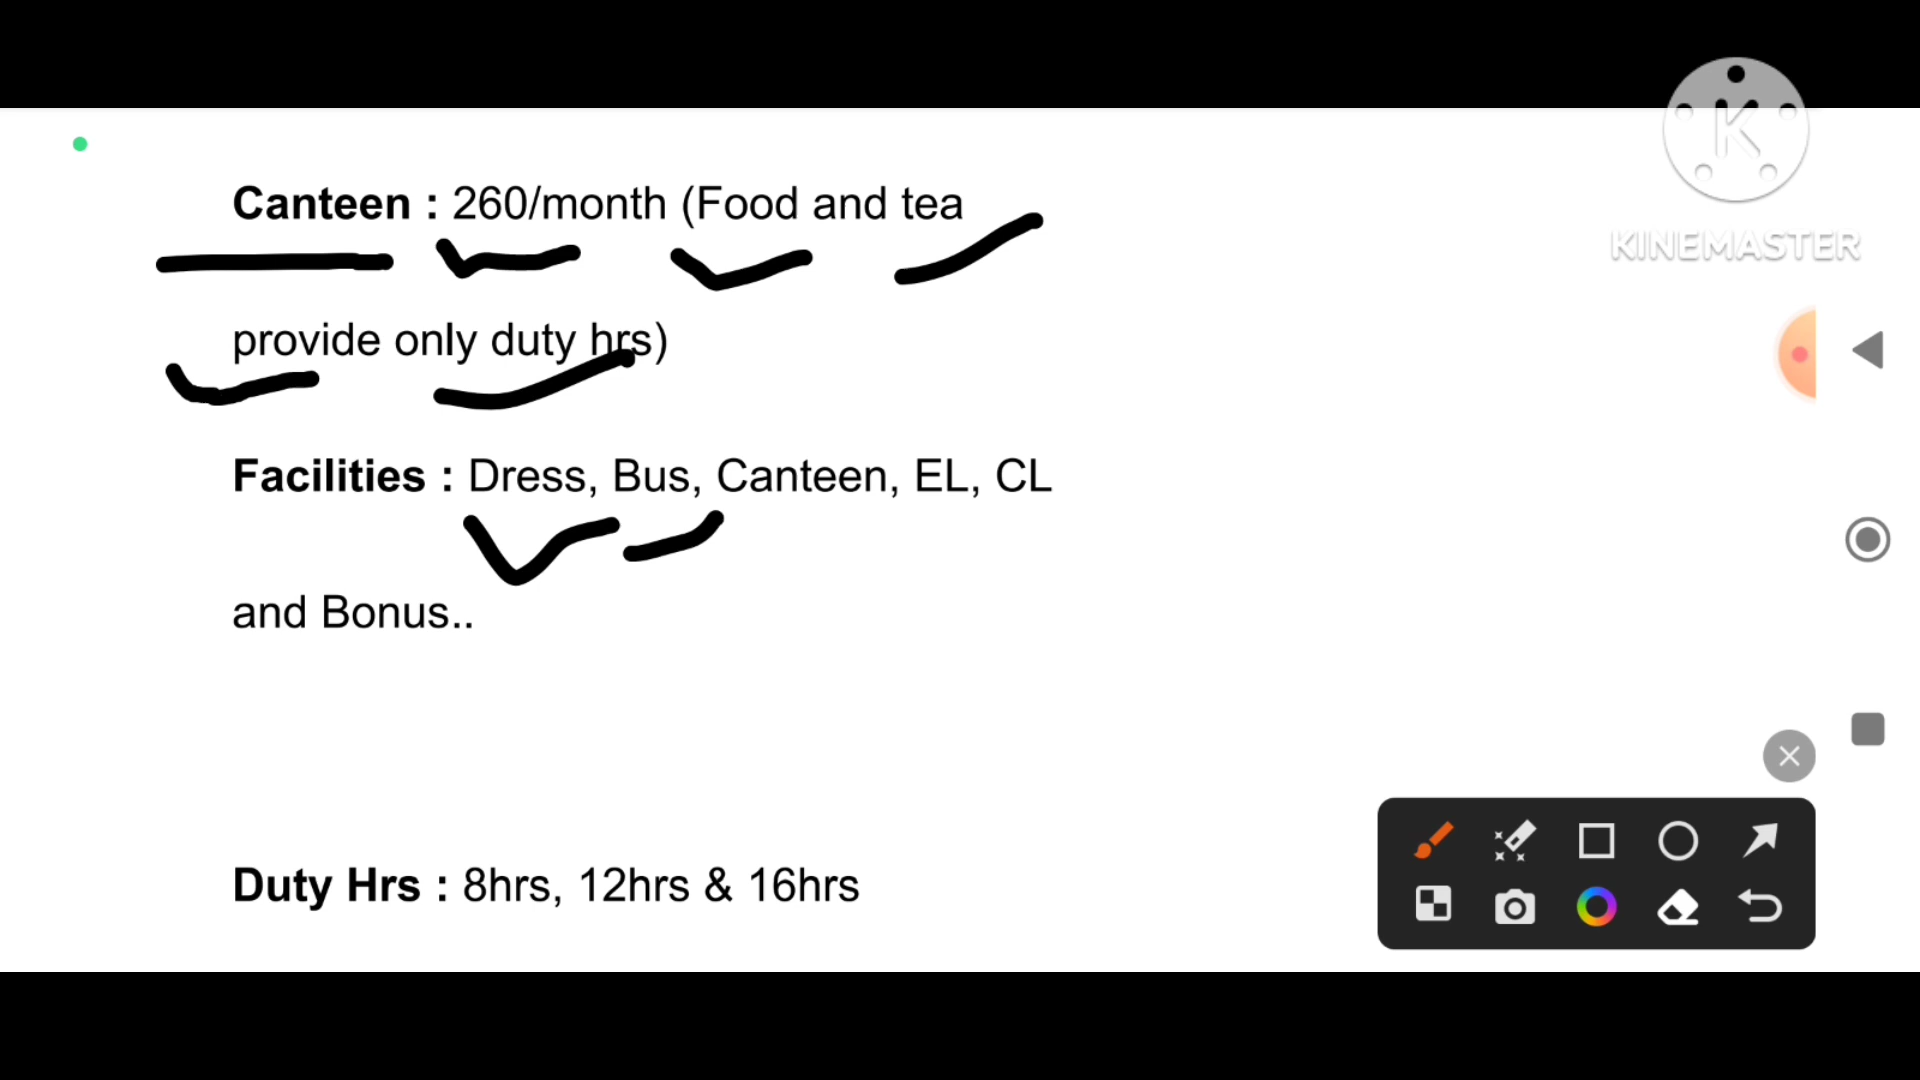 Canteen : 260/month (Food and tea
provide only duty hrs)
Facilities : Dress, Bus, Canteen, EL, CL
and Bonus..
Duty Hrs : 8hrs, 12hrs & 16hrs
K
KINEMASTER